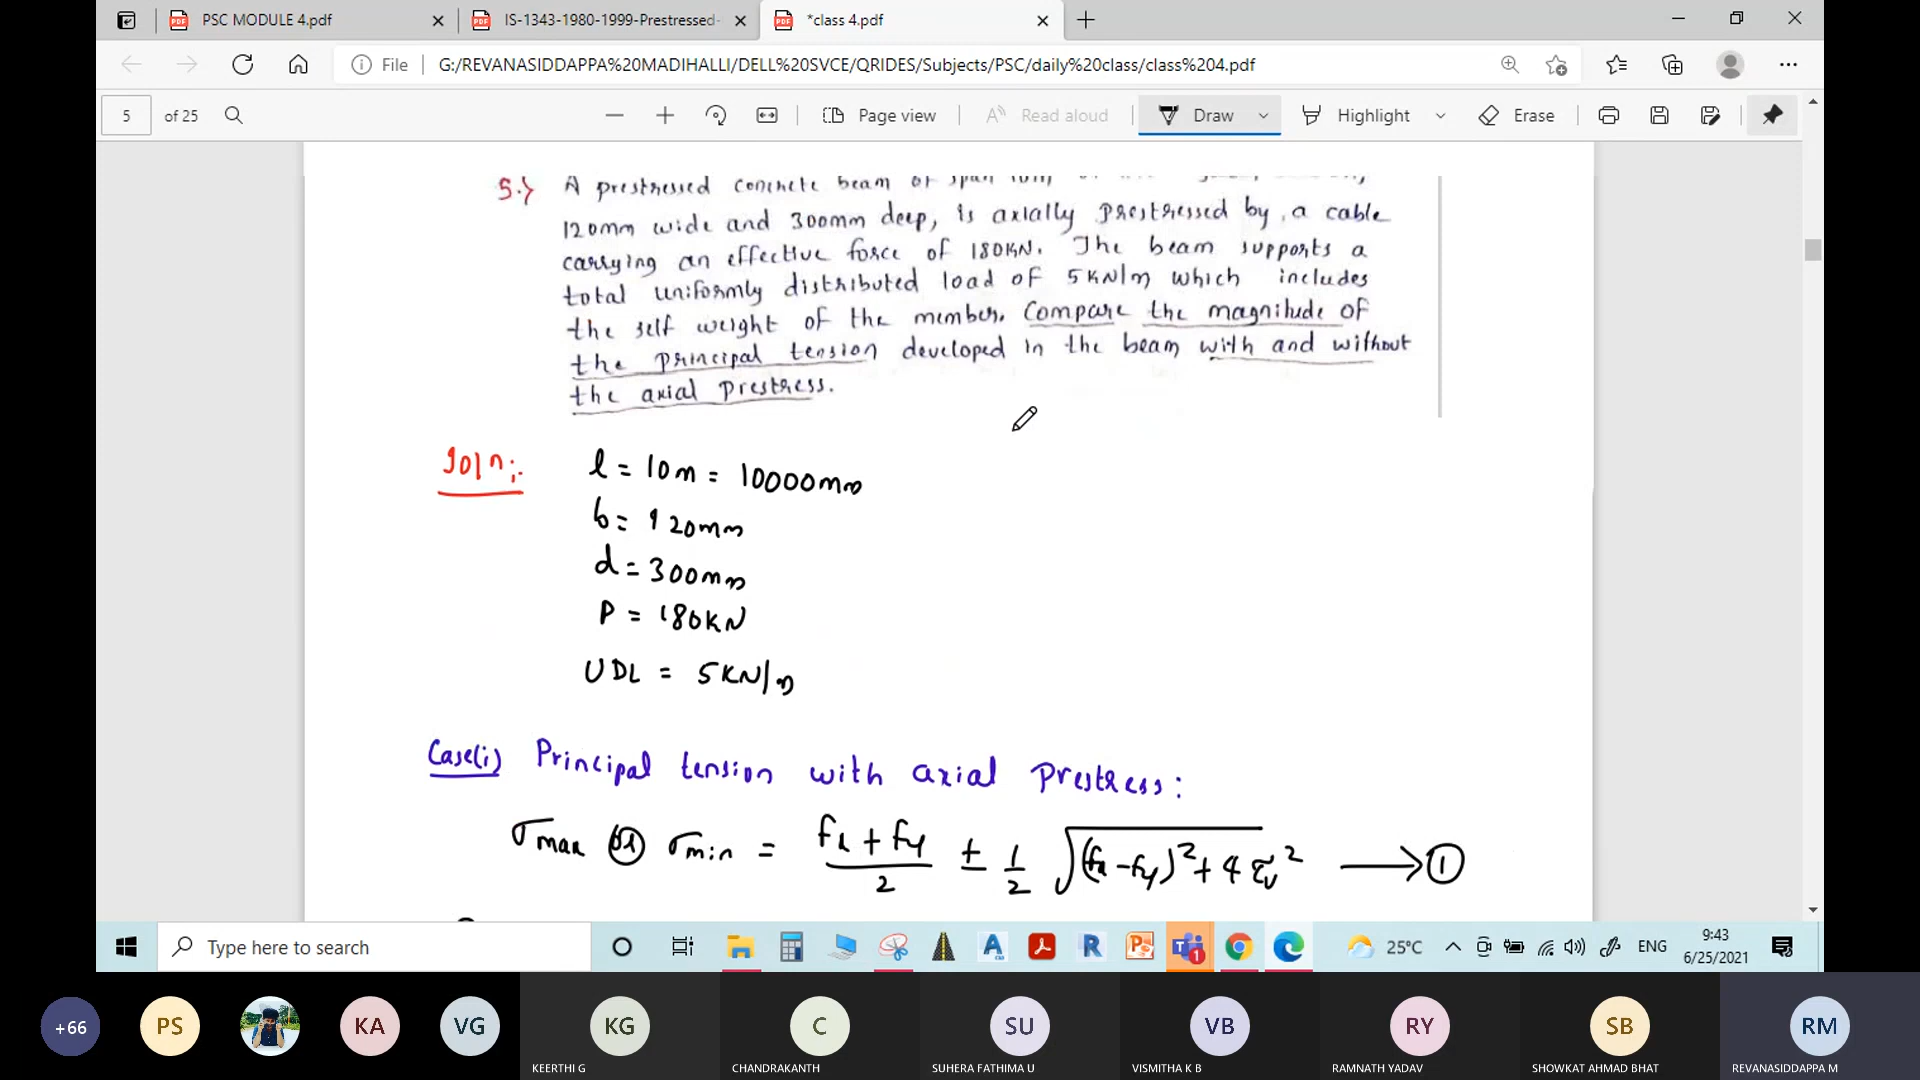 PSC MODULE 4.pdf
IS-1343-1980-1999-Prestressed-
*class 4.pdf
File G:/REVANASIDDAPPA%20MADIHALLI/DELL%20SVCE/QRIDES/Subjects/PSC/daily%20class/class%204.pdf
5 of 25 Page view Read aloud Draw Highlight Erase
5.) A prestressed concrete beam of span 10m
120mm wide and 300mm deep, is axially prestressed by, a cable
carrying an effective force of 180KN. The beam supports a
total uniformly distributed load of 5KN/m which includes
the self weight of the member. Compare the magnitude of
the principal tension developed in the beam with and without
the axial prestress.
Soln:
l = 10m = 10000mm
b = 120mm
d = 300mm
P = 180KN
UDL = 5KN/m
Case(i) Principal tension with axial Prestress:
σmax or σmin = fx + fy / 2 ± 1/2 √(fx - fy)² + 4 τv² → 1
Type here to search
25°C
ENG
9:43
6/25/2021
+66 PS KA VG KG C SU VB RY SB RM
KEERTHI G CHANDRAKANTH SUHERA FATHIMA U VISMITHA K B RAMNATH YADAV SHOWKAT AHMAD BHAT REVANASIDDAPPA M